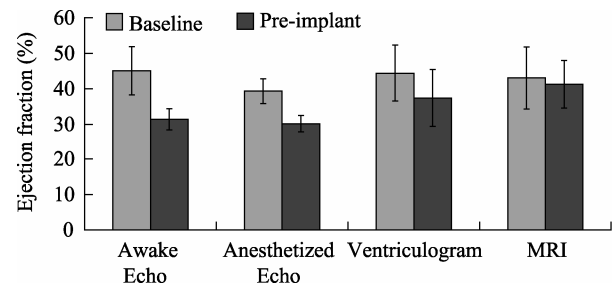 Baseline
Pre-implant
Ejection fraction (%)
60
50
40
30
20
10
0
Awake
Echo
Anesthetized
Echo
Ventriculogram
MRI